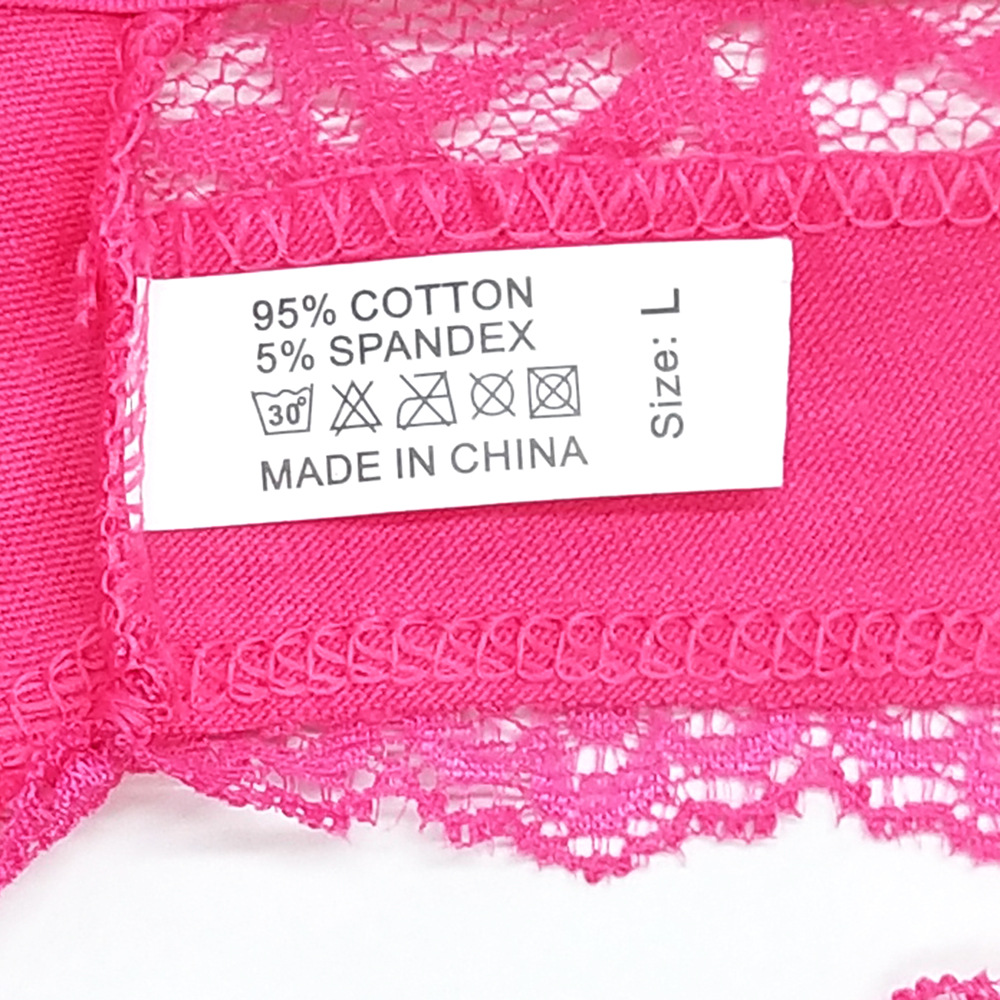 95% COTTON
5% SPANDEX
30°
MADE IN CHINA
Size: L